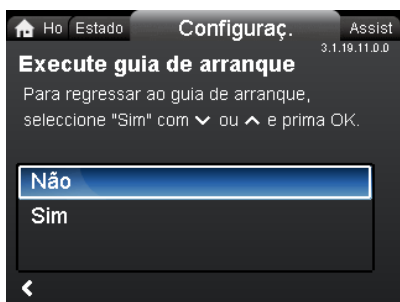 Ho Estado Configuraç. Assist
3.1.19.11.0.0
Execute guia de arranque
Para regressar ao guia de arranque,
seleccione "Sim" com ⌄ ou ⌃ e prima OK.
Não
Sim